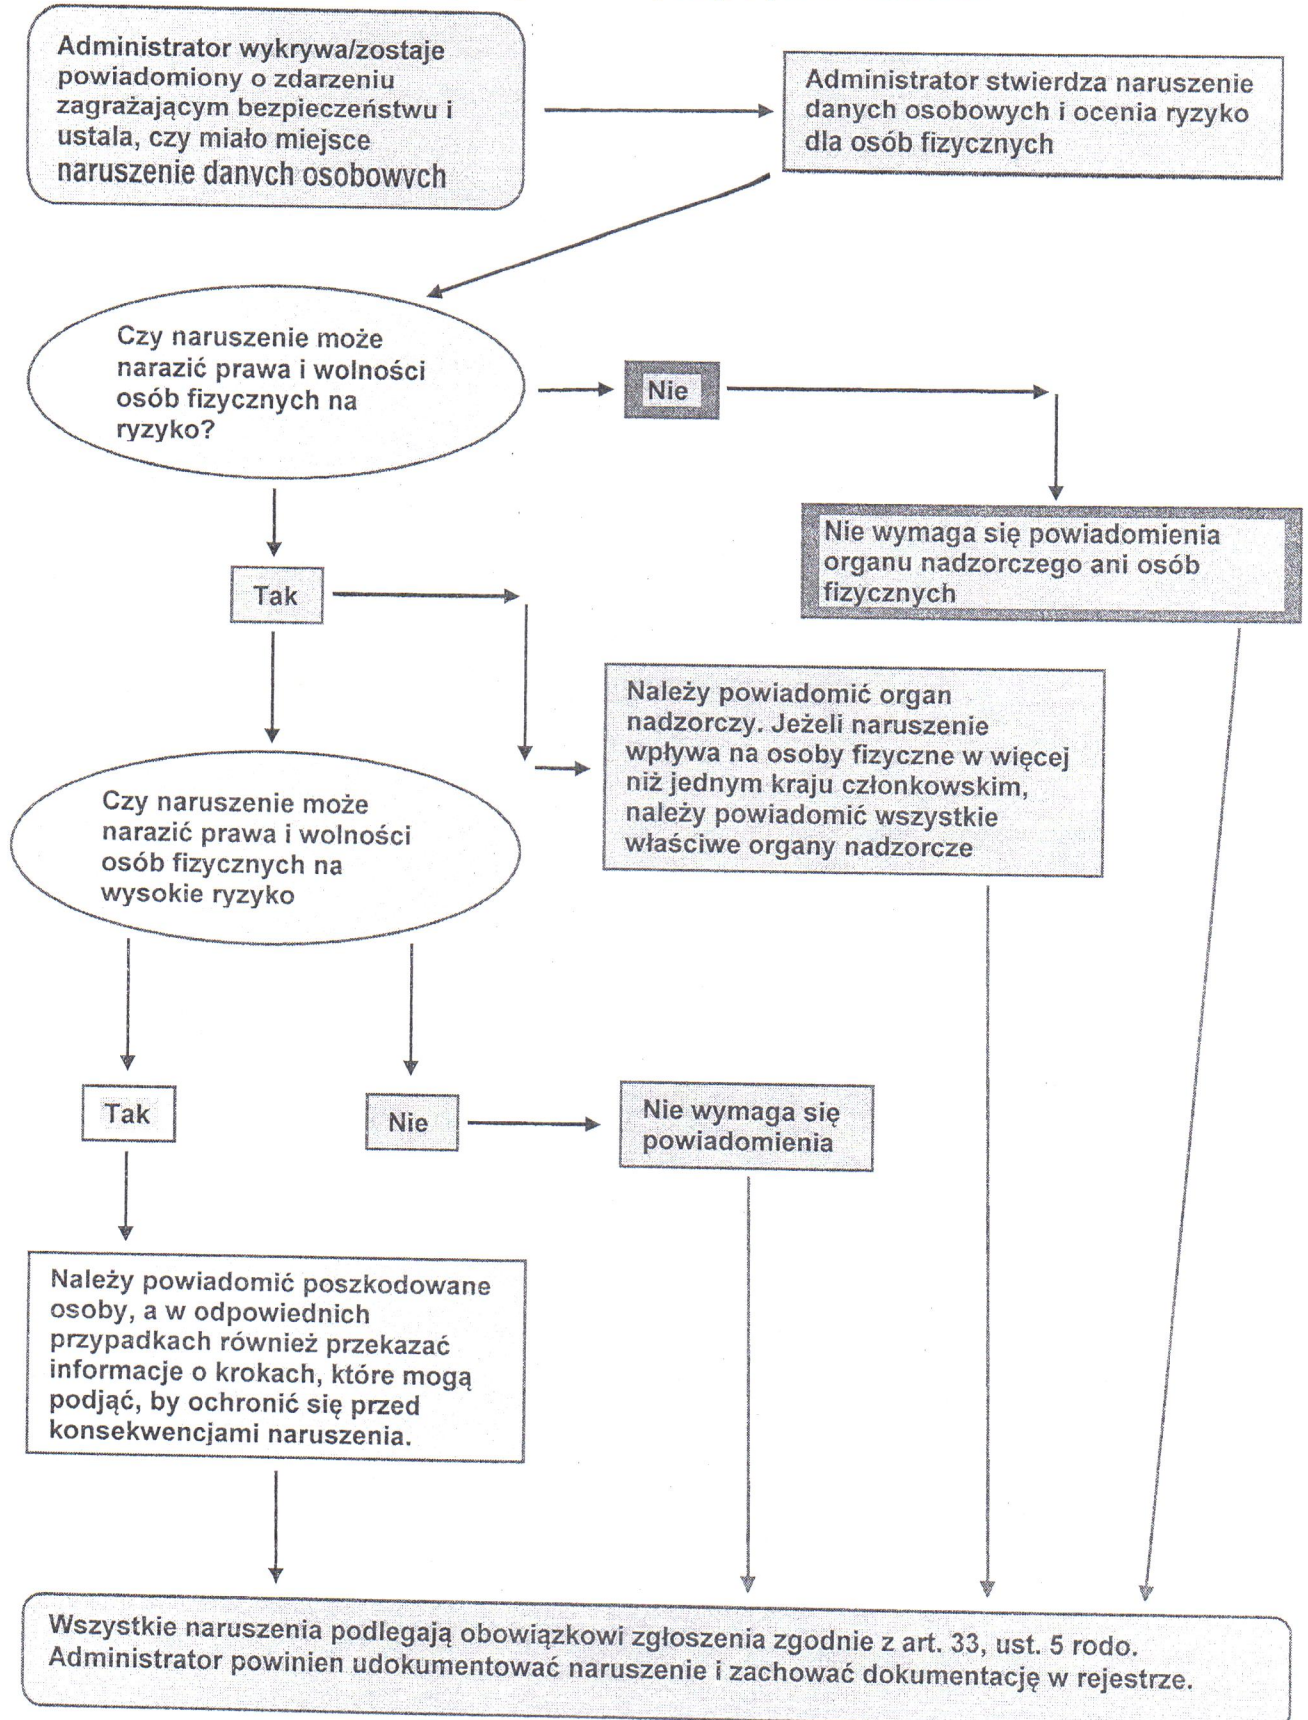 Administrator wykrywa/zostaje
powiadomiony o zdarzeniu
zagrażającym bezpieczeństwu i
ustala, czy miało miejsce
naruszenie danych osobowych
Administrator stwierdza naruszenie
danych osobowych i ocenia ryzyko
dla osób fizycznych
Czy naruszenie może
narazić prawa i wolności
osób fizycznych na
ryzyko?
Nie
Nie wymaga się powiadomienia
organu nadzorczego ani osób
fizycznych
Tak
Należy powiadomić organ
nadzorczy. Jeżeli naruszenie
wpływa na osoby fizyczne w więcej
niż jednym kraju członkowskim,
należy powiadomić wszystkie
właściwe organy nadzorcze
Czy naruszenie może
narazić prawa i wolności
osób fizycznych na
wysokie ryzyko
Tak
Nie
Nie wymaga się
powiadomienia
Należy powiadomić poszkodowane
osoby, a w odpowiednich
przypadkach również przekazać
informacje o krokach, które mogą
podjąć, by ochronić się przed
konsekwencjami naruszenia.
Wszystkie naruszenia podlegają obowiązkowi zgłoszenia zgodnie z art. 33, ust. 5 rodo.
Administrator powinien udokumentować naruszenie i zachować dokumentację w rejestrze.